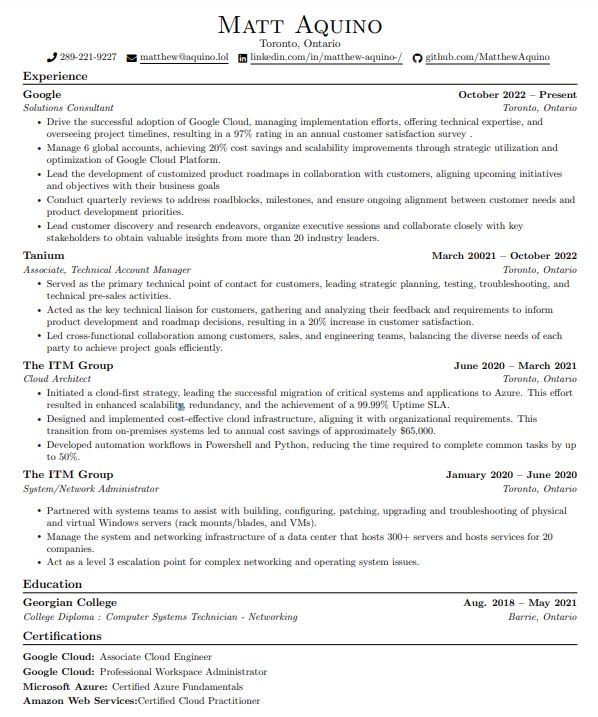 Matt Aquino
Toronto, Ontario
289-221-9227 matthew@aquino.lol linkedin.com/in/matthew-aquino-/ github.com/MatthewAquino
Experience
Google October 2022 – Present
Solutions Consultant Toronto, Ontario
• Drive the successful adoption of Google Cloud, managing implementation efforts, offering technical expertise, and
overseeing project timelines, resulting in a 97% rating in an annual customer satisfaction survey .
• Manage 6 global accounts, achieving 20% cost savings and scalability improvements through strategic utilization and
optimization of Google Cloud Platform.
• Lead the development of customized product roadmaps in collaboration with customers, aligning upcoming initiatives
and objectives with their business goals
• Conduct quarterly reviews to address roadblocks, milestones, and ensure ongoing alignment between customer needs and
product development priorities.
• Lead customer discovery and research endeavors, organize executive sessions and collaborate closely with key
stakeholders to obtain valuable insights from more than 20 industry leaders.
Tanium March 20021 – October 2022
Associate, Technical Account Manager Toronto, Ontario
• Served as the primary technical point of contact for customers, leading strategic planning, testing, troubleshooting, and
technical pre-sales activities.
• Acted as the key technical liaison for customers, gathering and analyzing their feedback and requirements to inform
product development and roadmap decisions, resulting in a 20% increase in customer satisfaction.
• Led cross-functional collaboration among customers, sales, and engineering teams, balancing the diverse needs of each
party to achieve project goals efficiently.
The ITM Group June 2020 – March 2021
Cloud Architect Toronto, Ontario
• Initiated a cloud-first strategy, leading the successful migration of critical systems and applications to Azure. This effort
resulted in enhanced scalability, redundancy, and the achievement of a 99.99% Uptime SLA.
• Designed and implemented cost-effective cloud infrastructure, aligning it with organizational requirements. This
transition from on-premises systems led to annual cost savings of approximately $65,000.
• Developed automation workflows in Powershell and Python, reducing the time required to complete common tasks by up
to 50%.
The ITM Group January 2020 – June 2020
System/Network Administrator Toronto, Ontario
• Partnered with systems teams to assist with building, configuring, patching, upgrading and troubleshooting of physical
and virtual Windows servers (rack mounts/blades, and VMs).
• Manage the system and networking infrastructure of a data center that hosts 300+ servers and hosts services for 20
companies.
• Act as a level 3 escalation point for complex networking and operating system issues.
Education
Georgian College Aug. 2018 – May 2021
College Diploma : Computer Systems Technician - Networking Barrie, Ontario
Certifications
Google Cloud: Associate Cloud Engineer
Google Cloud: Professional Workspace Administrator
Microsoft Azure: Certified Azure Fundamentals
Amazon Web Services:Certified Cloud Practitioner